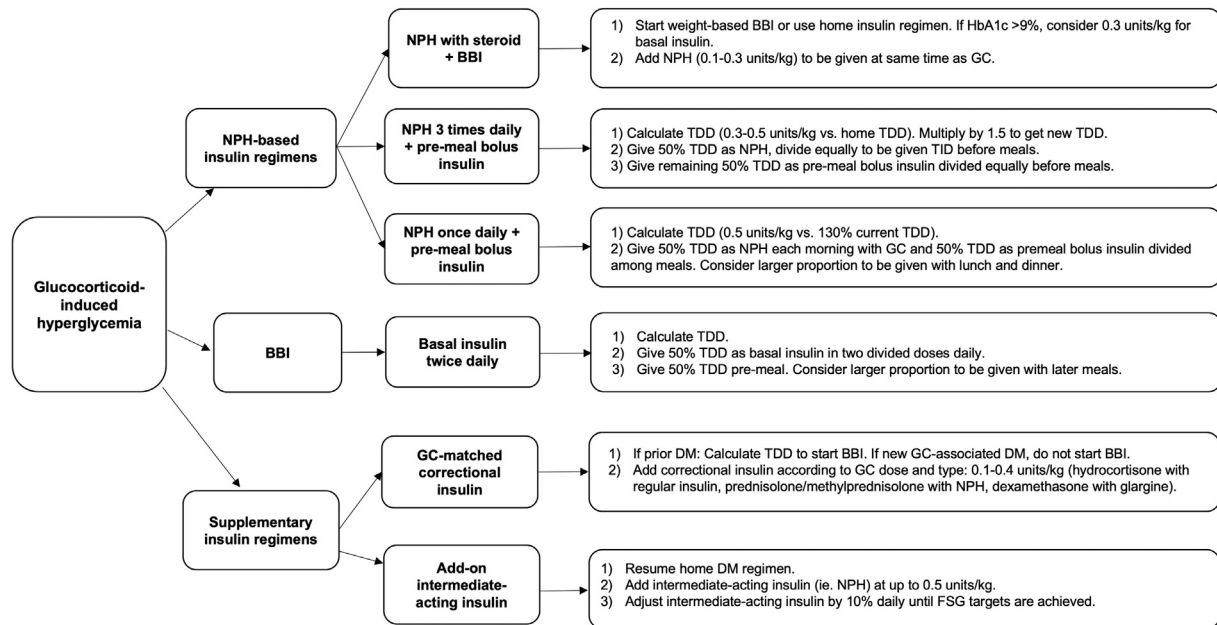 Glucocorticoid-
induced
hyperglycemia
NPH-based
insulin regimens
NPH with steroid
+ BBI
1) Start weight-based BBI or use home insulin regimen. If HbA1c >9%, consider 0.3 units/kg for
basal insulin.
2) Add NPH (0.1-0.3 units/kg) to be given at same time as GC.
NPH 3 times daily
+ pre-meal bolus
insulin
1) Calculate TDD (0.3-0.5 units/kg vs. home TDD). Multiply by 1.5 to get new TDD.
2) Give 50% TDD as NPH, divide equally to be given TID before meals.
3) Give remaining 50% TDD as pre-meal bolus insulin divided equally before meals.
NPH once daily +
pre-meal bolus
insulin
1) Calculate TDD (0.5 units/kg vs. 130% current TDD).
2) Give 50% TDD as NPH each morning with GC and 50% TDD as premeal bolus insulin divided
among meals. Consider larger proportion to be given with lunch and dinner.
BBI
Basal insulin
twice daily
1) Calculate TDD.
2) Give 50% TDD as basal insulin in two divided doses daily.
3) Give 50% TDD pre-meal. Consider larger proportion to be given with later meals.
Supplementary
insulin regimens
GC-matched
correctional
insulin
1) If prior DM: Calculate TDD to start BBI. If new GC-associated DM, do not start BBI.
2) Add correctional insulin according to GC dose and type: 0.1-0.4 units/kg (hydrocortisone with
regular insulin, prednisolone/methylprednisolone with NPH, dexamethasone with glargine).
Add-on
intermediate-
acting insulin
1) Resume home DM regimen.
2) Add intermediate-acting insulin (ie. NPH) at up to 0.5 units/kg.
3) Adjust intermediate-acting insulin by 10% daily until FSG targets are achieved.